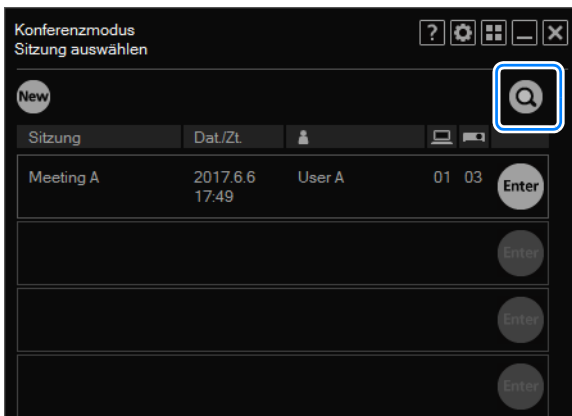 Konferenzmodus
Sitzung auswählen
?
New
Sitzung Dat./Zt.
Meeting A 2017.6.6 User A 01 03 Enter
17:49
Enter
Enter
Enter